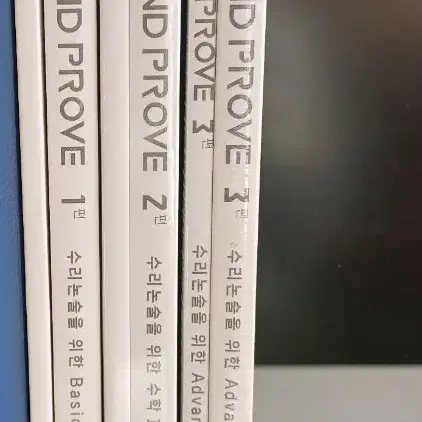 ND PROVE 1편 수리논술을 위한 Basic
ND PROVE 2편 수리논술을 위한 수학
PROVE 3편 수리논술을 위한 Advan
ND PROVE 3편 수리논술을 위한 Adva